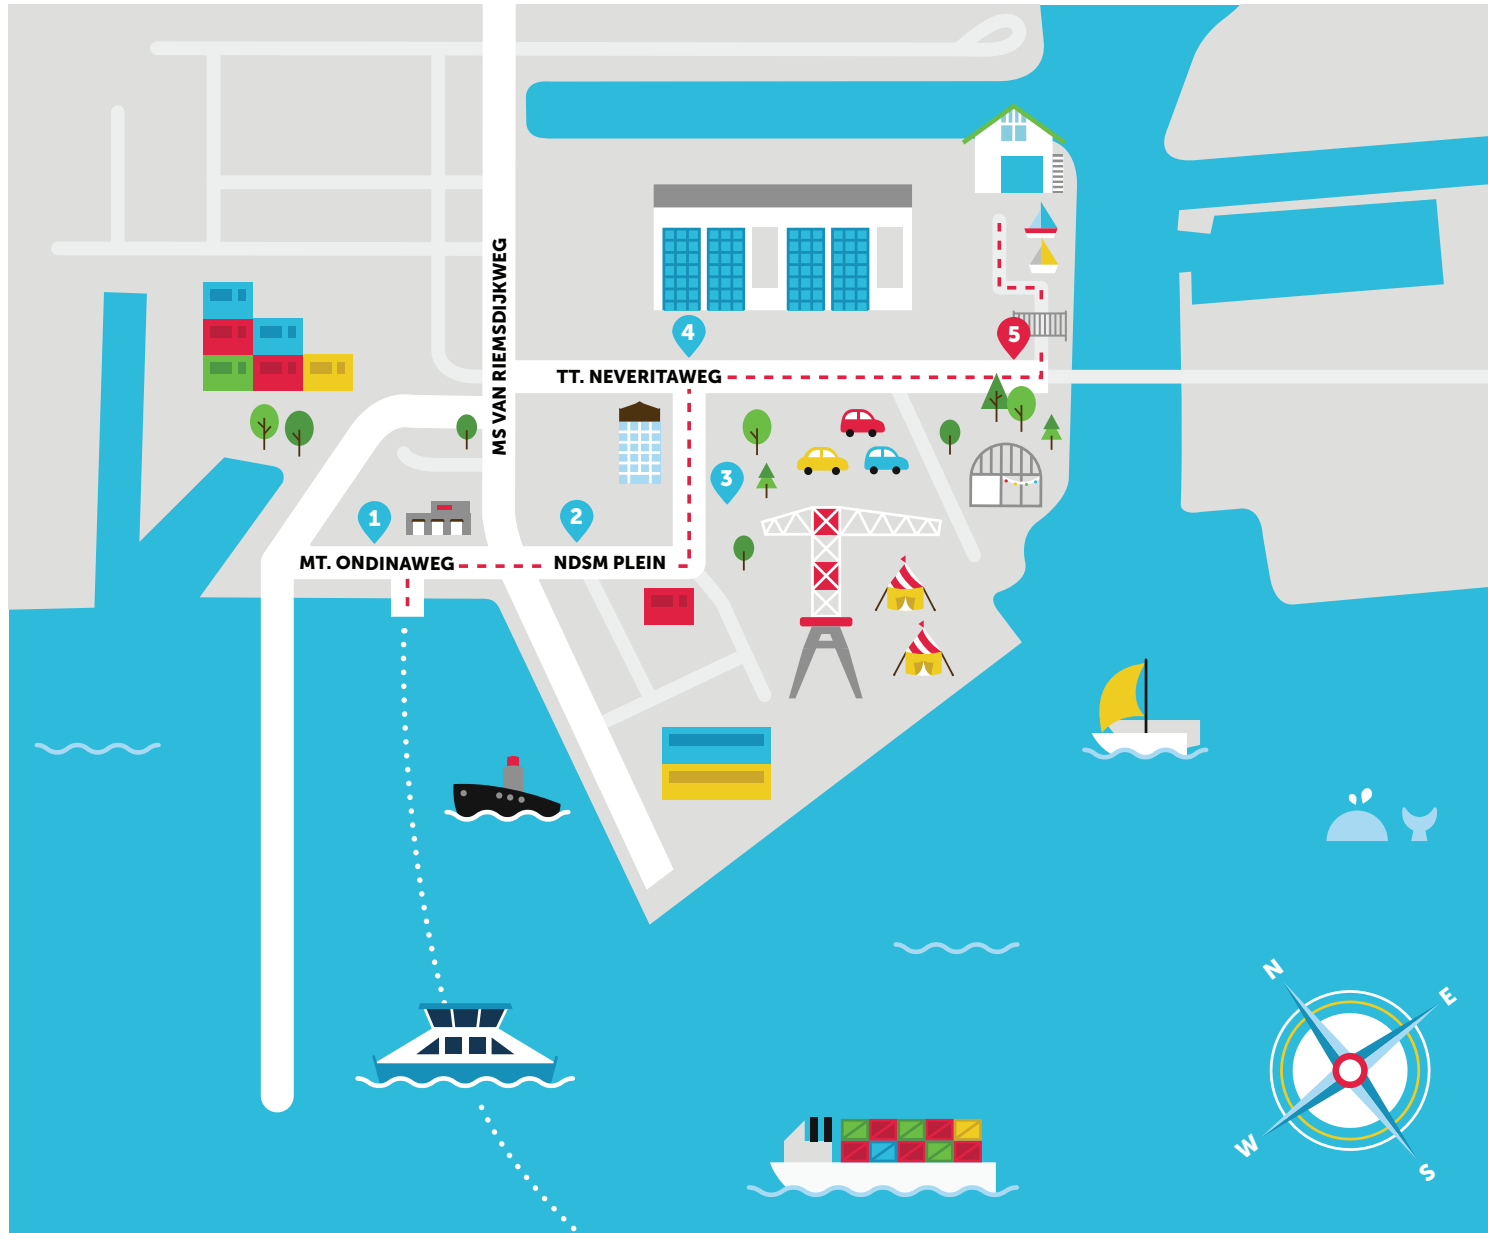 MS VAN RIEMSDIJKWEG
4
5
TT. NEVERITAWEG
3
1
2
MT. ONDINAWEG
NDSM PLEIN
N
E
W
S